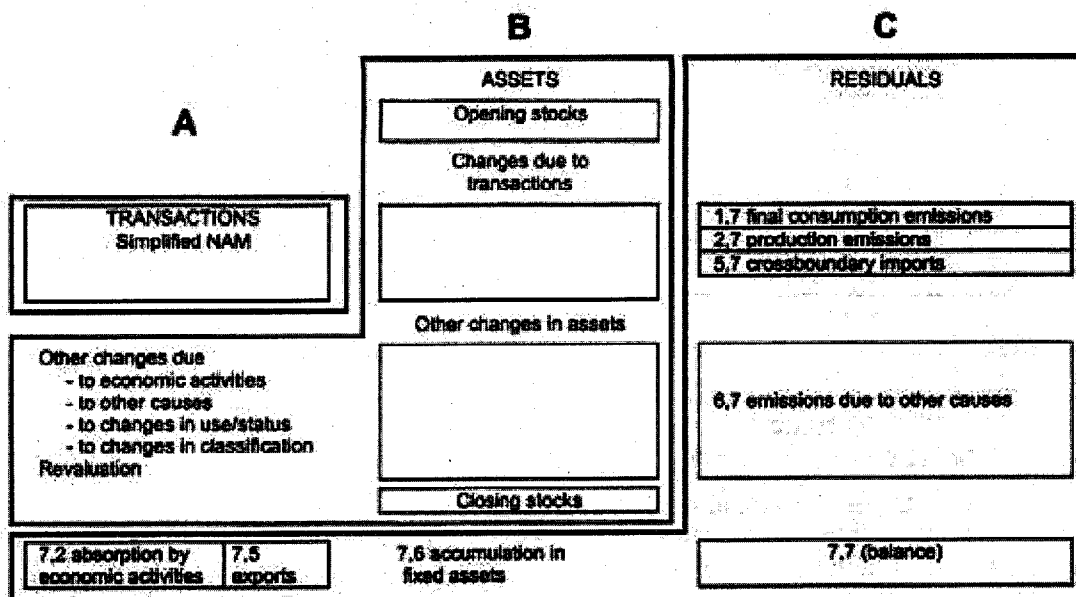 B
C
A
ASSETS
Opening stocks
Changes due to
transactions
RESIDUALS
TRANSACTIONS
Simplified NAM
1,7 final consumption emissions
2,7 production emissions
5,7 crossboundary imports
Other changes in assets
Other changes due
- to economic activities
- to other causes
- to changes in use/status
- to changes in classification
Revaluation
6,7 emissions due to other causes
Closing stocks
7,2 absorption by
economic activities
7,5
exports
7,6 accumulation in
fixed assets
7,7 (balance)